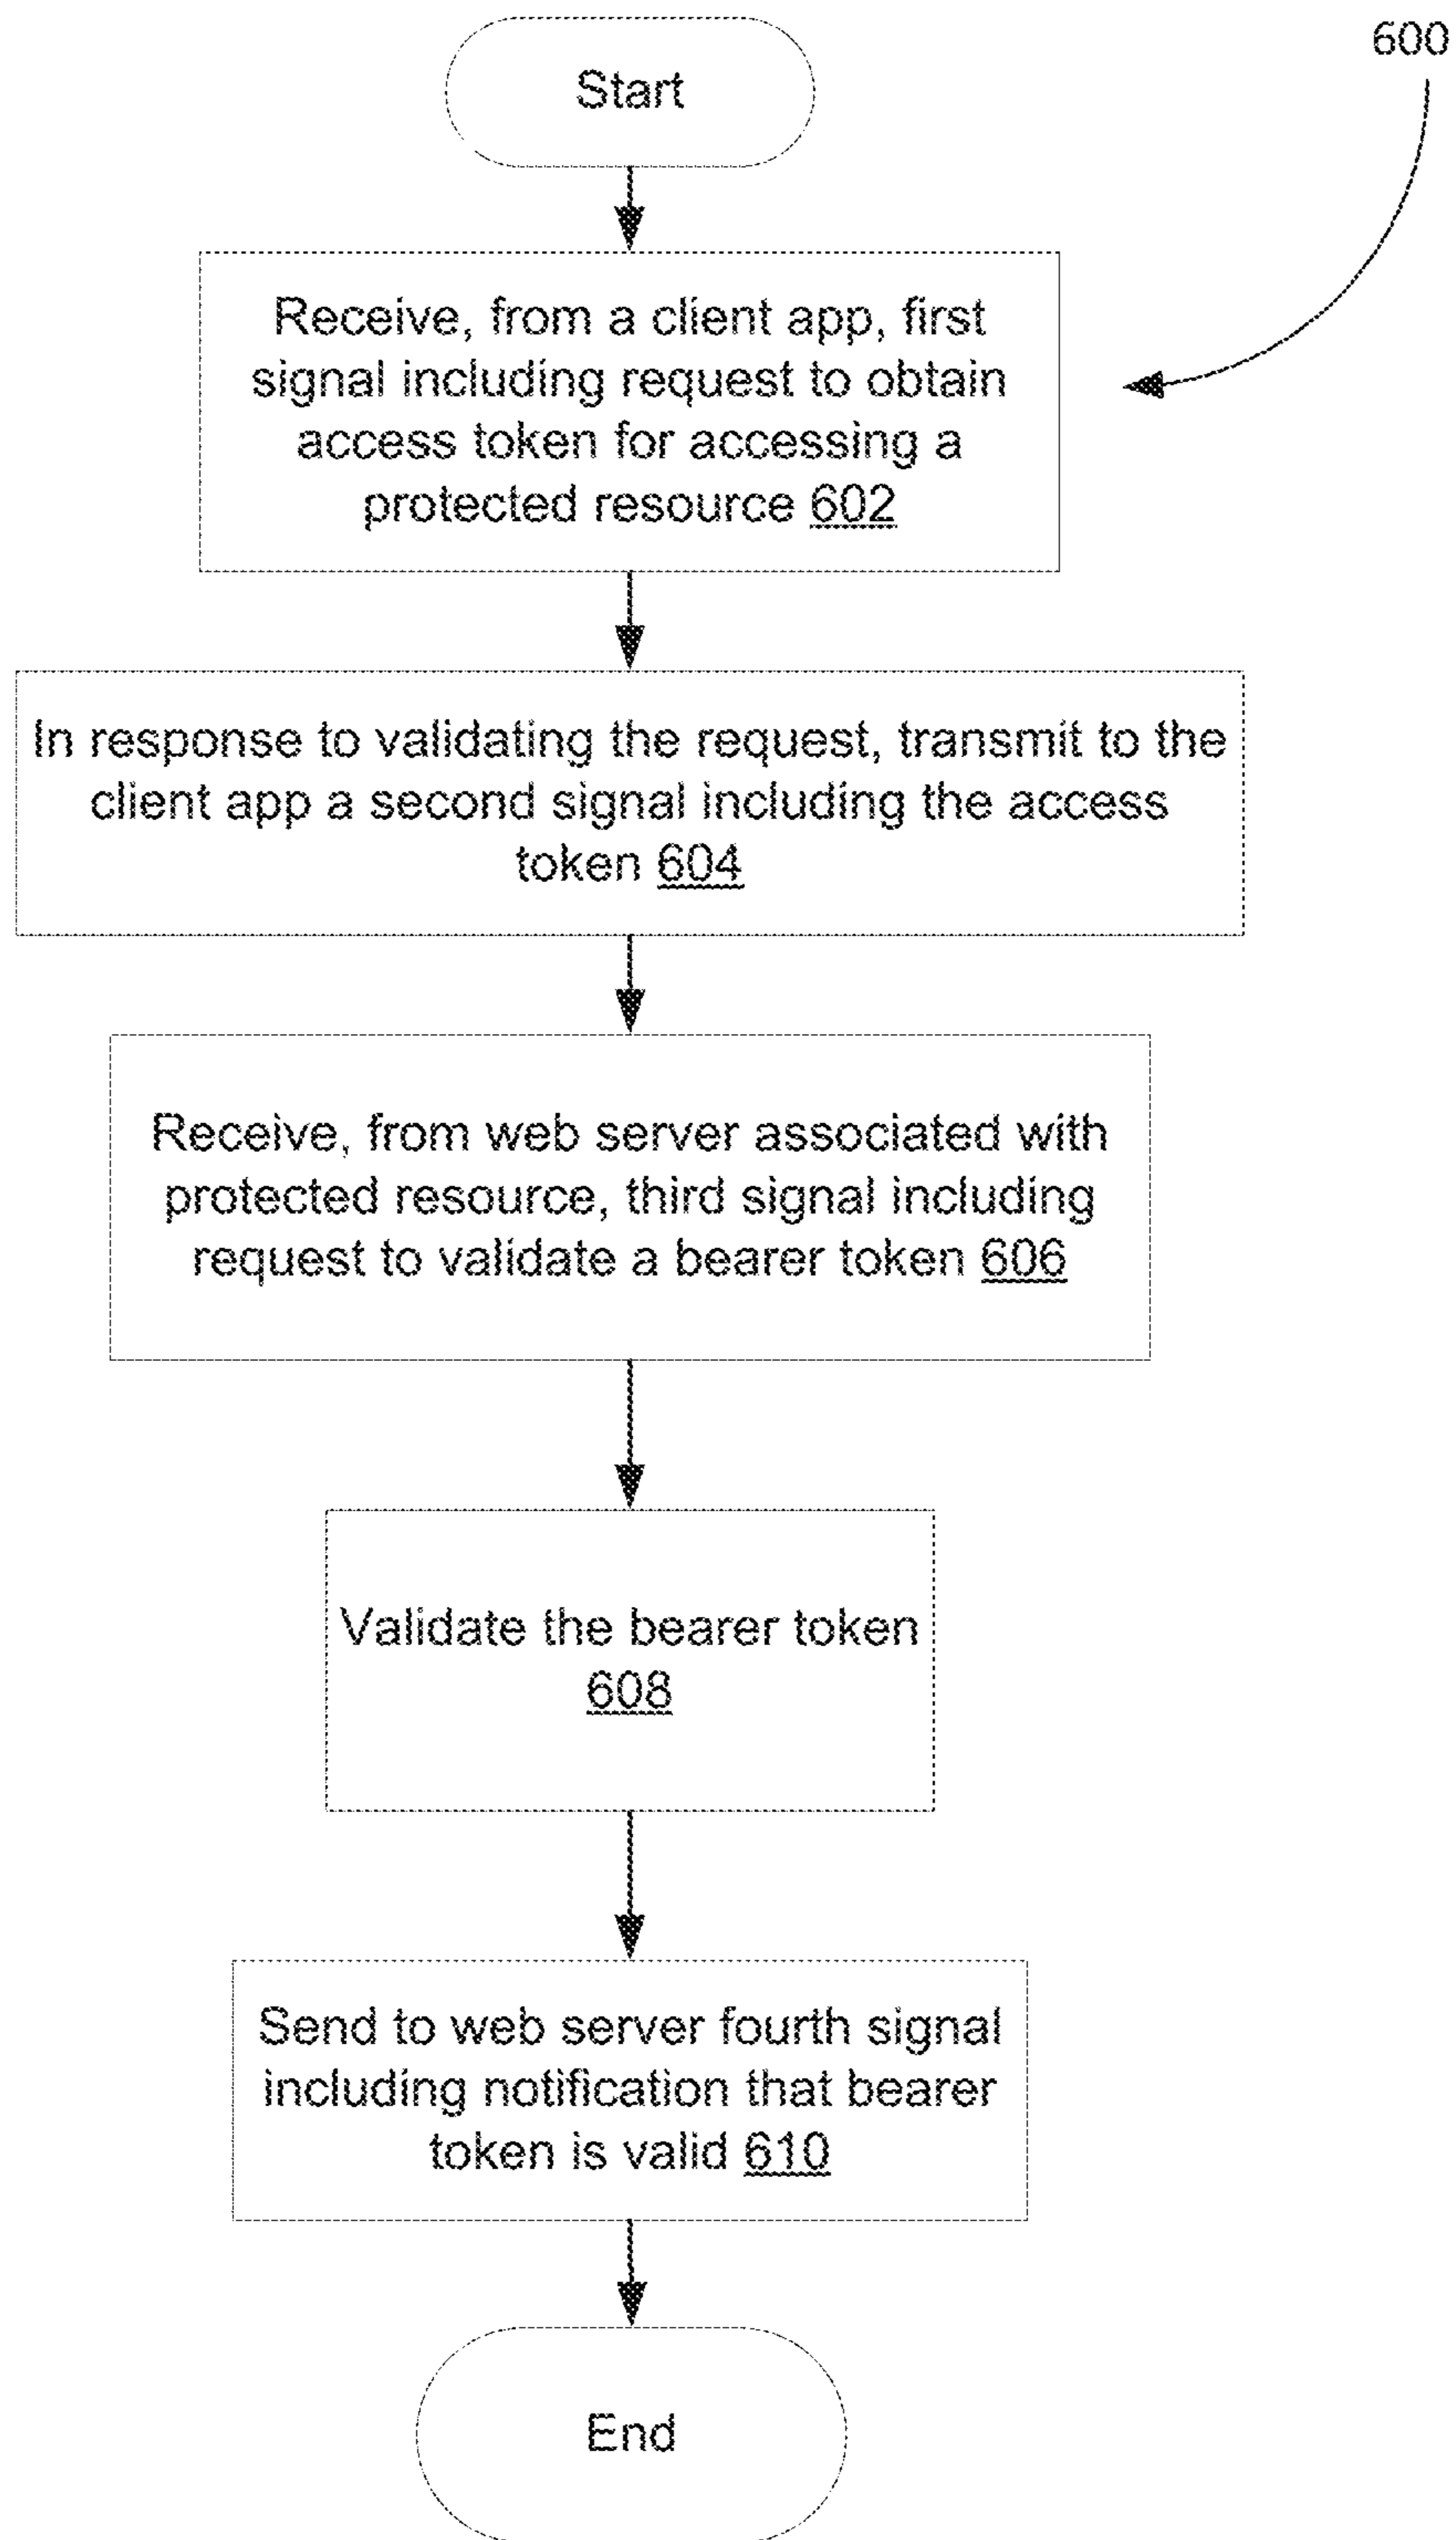 600
Start
Receive, from a client app, first
signal including request to obtain
access token for accessing a
protected resource 602
In response to validating the request, transmit to the
client app a second signal including the access
token 604
Receive, from web server associated with
protected resource, third signal including
request to validate a bearer token 606
Validate the bearer token
608
Send to web server fourth signal
including notification that bearer
token is valid 610
End